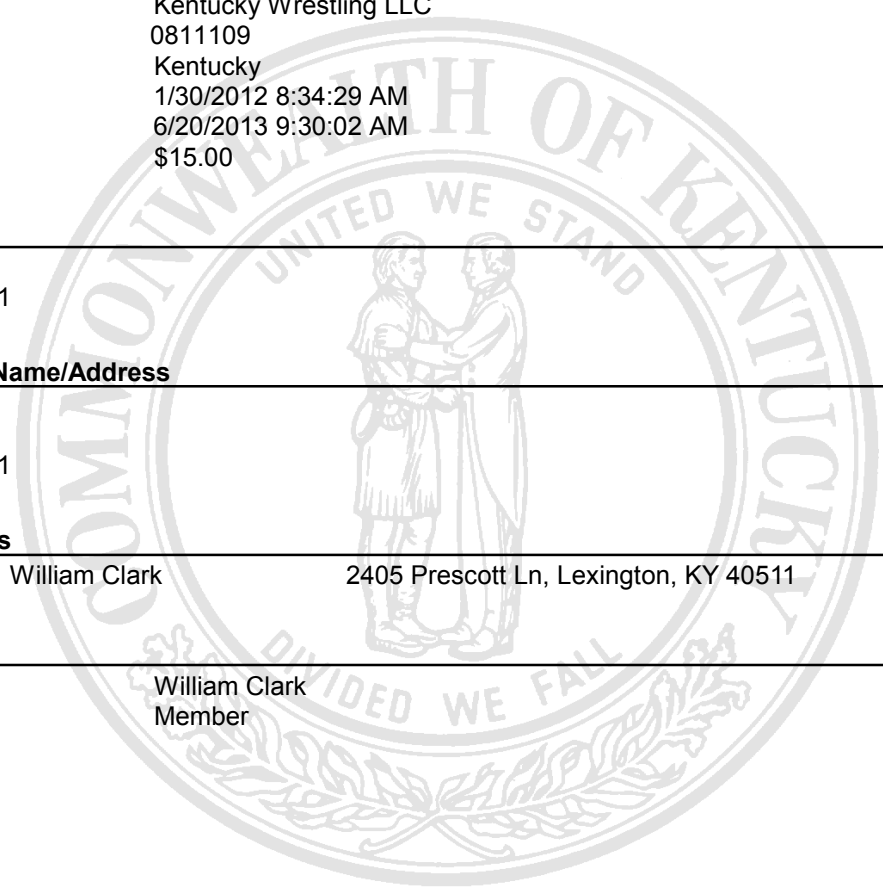 Kentucky Wrestling LLC
0811109
Kentucky
1/30/2012 8:34:29 AM
6/20/2013 9:30:02 AM
$15.00
COMMONWEALTH OF KENTUCKY
UNITED WE STAND
1
Name/Address
1
s
William Clark 2405 Prescott Ln, Lexington, KY 40511
William Clark
Member
DIVIDED WE FALL